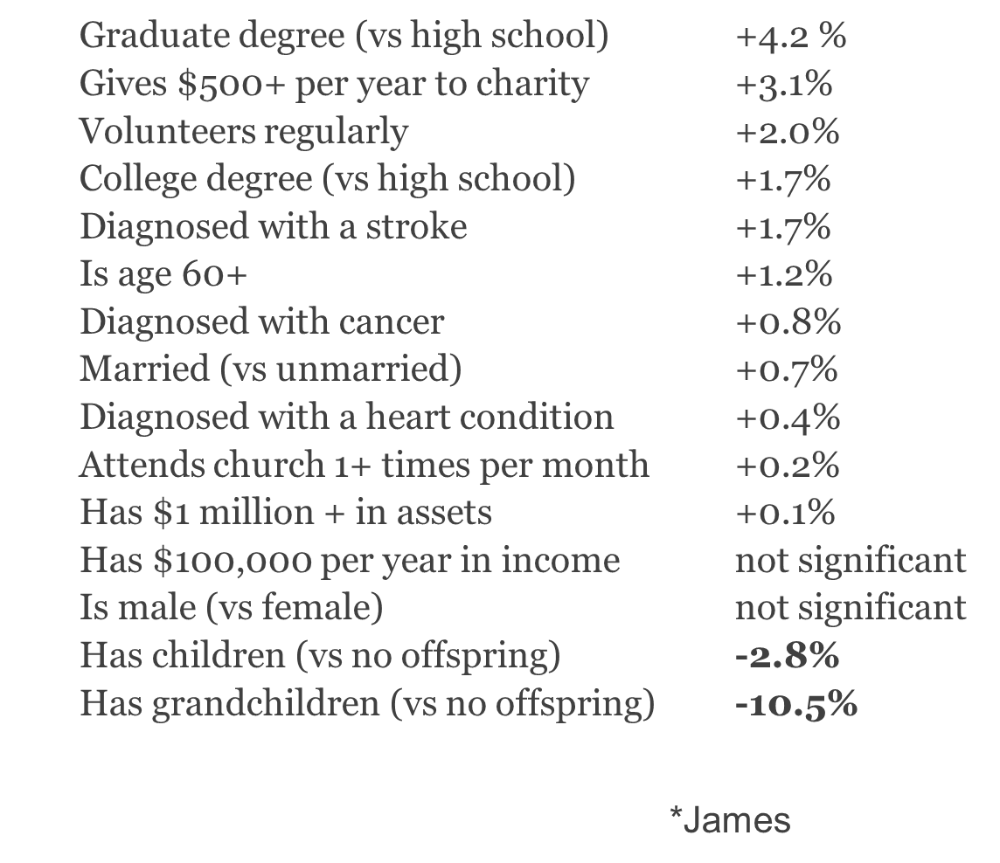 Graduate degree (vs high school) +4.2 %
Gives $500+ per year to charity +3.1%
Volunteers regularly +2.0%
College degree (vs high school) +1.7%
Diagnosed with a stroke +1.7%
Is age 60+ +1.2%
Diagnosed with cancer +0.8%
Married (vs unmarried) +0.7%
Diagnosed with a heart condition +0.4%
Attends church 1+ times per month +0.2%
Has $1 million + in assets +0.1%
Has $100,000 per year in income not significant
Is male (vs female) not significant
Has children (vs no offspring) -2.8%
Has grandchildren (vs no offspring) -10.5%
*James